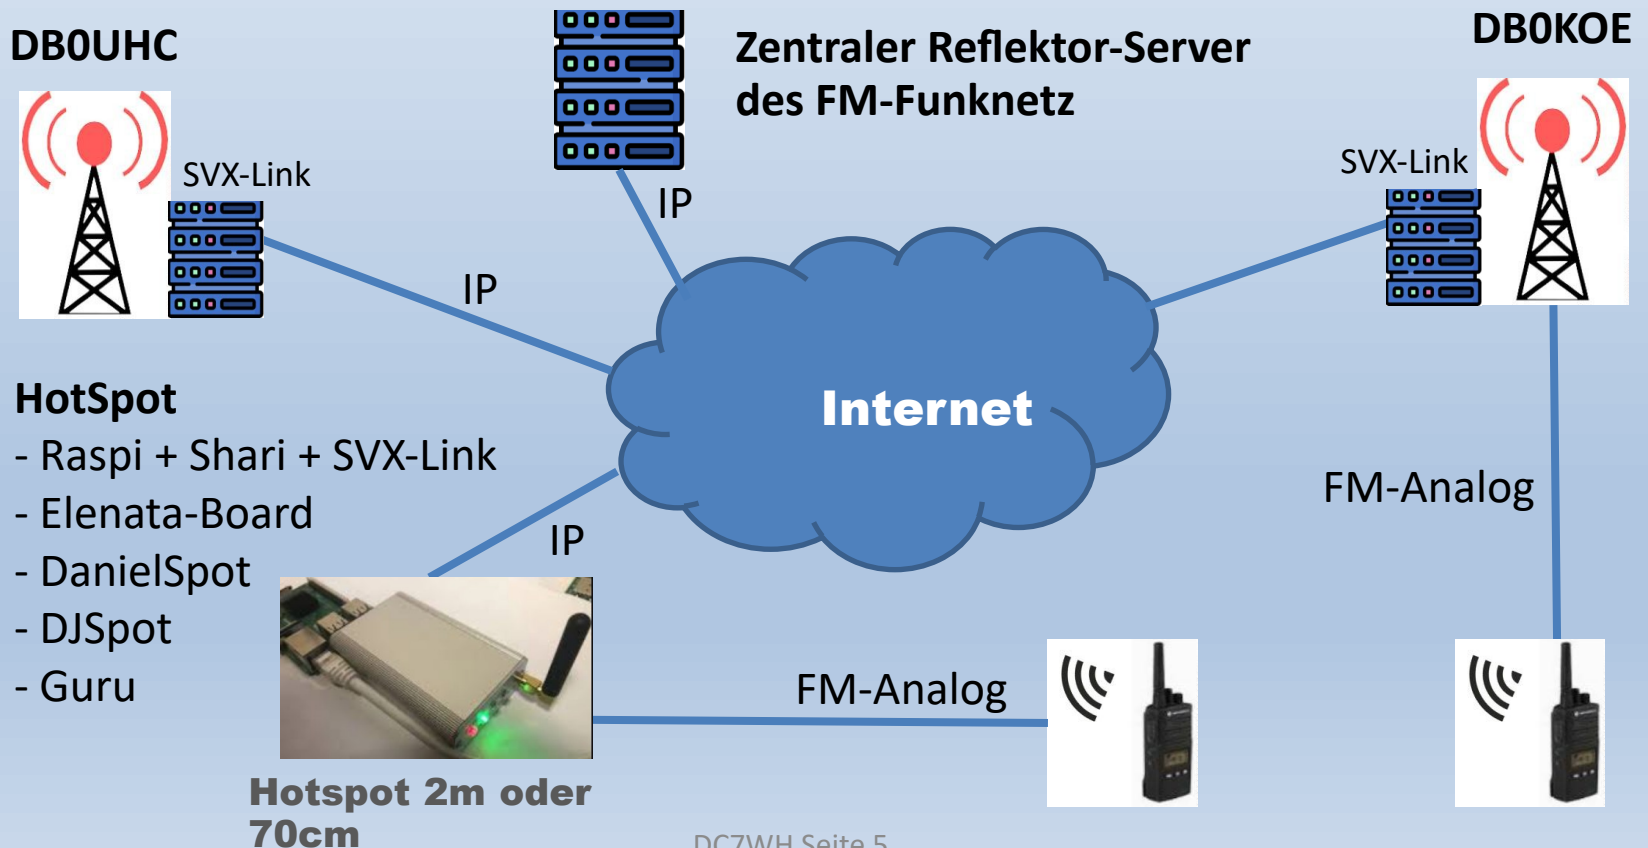 DB0UHC
Zentraler Reflektor-Server
des FM-Funknetz
DB0KOE
SVX-Link
SVX-Link
IP
IP
HotSpot
- Raspi + Shari + SVX-Link
- Elenata-Board
- DanielSpot
- DJSpot
- Guru
Internet
IP
FM-Analog
FM-Analog
Hotspot 2m oder
70cm
DC7WH Seite 5